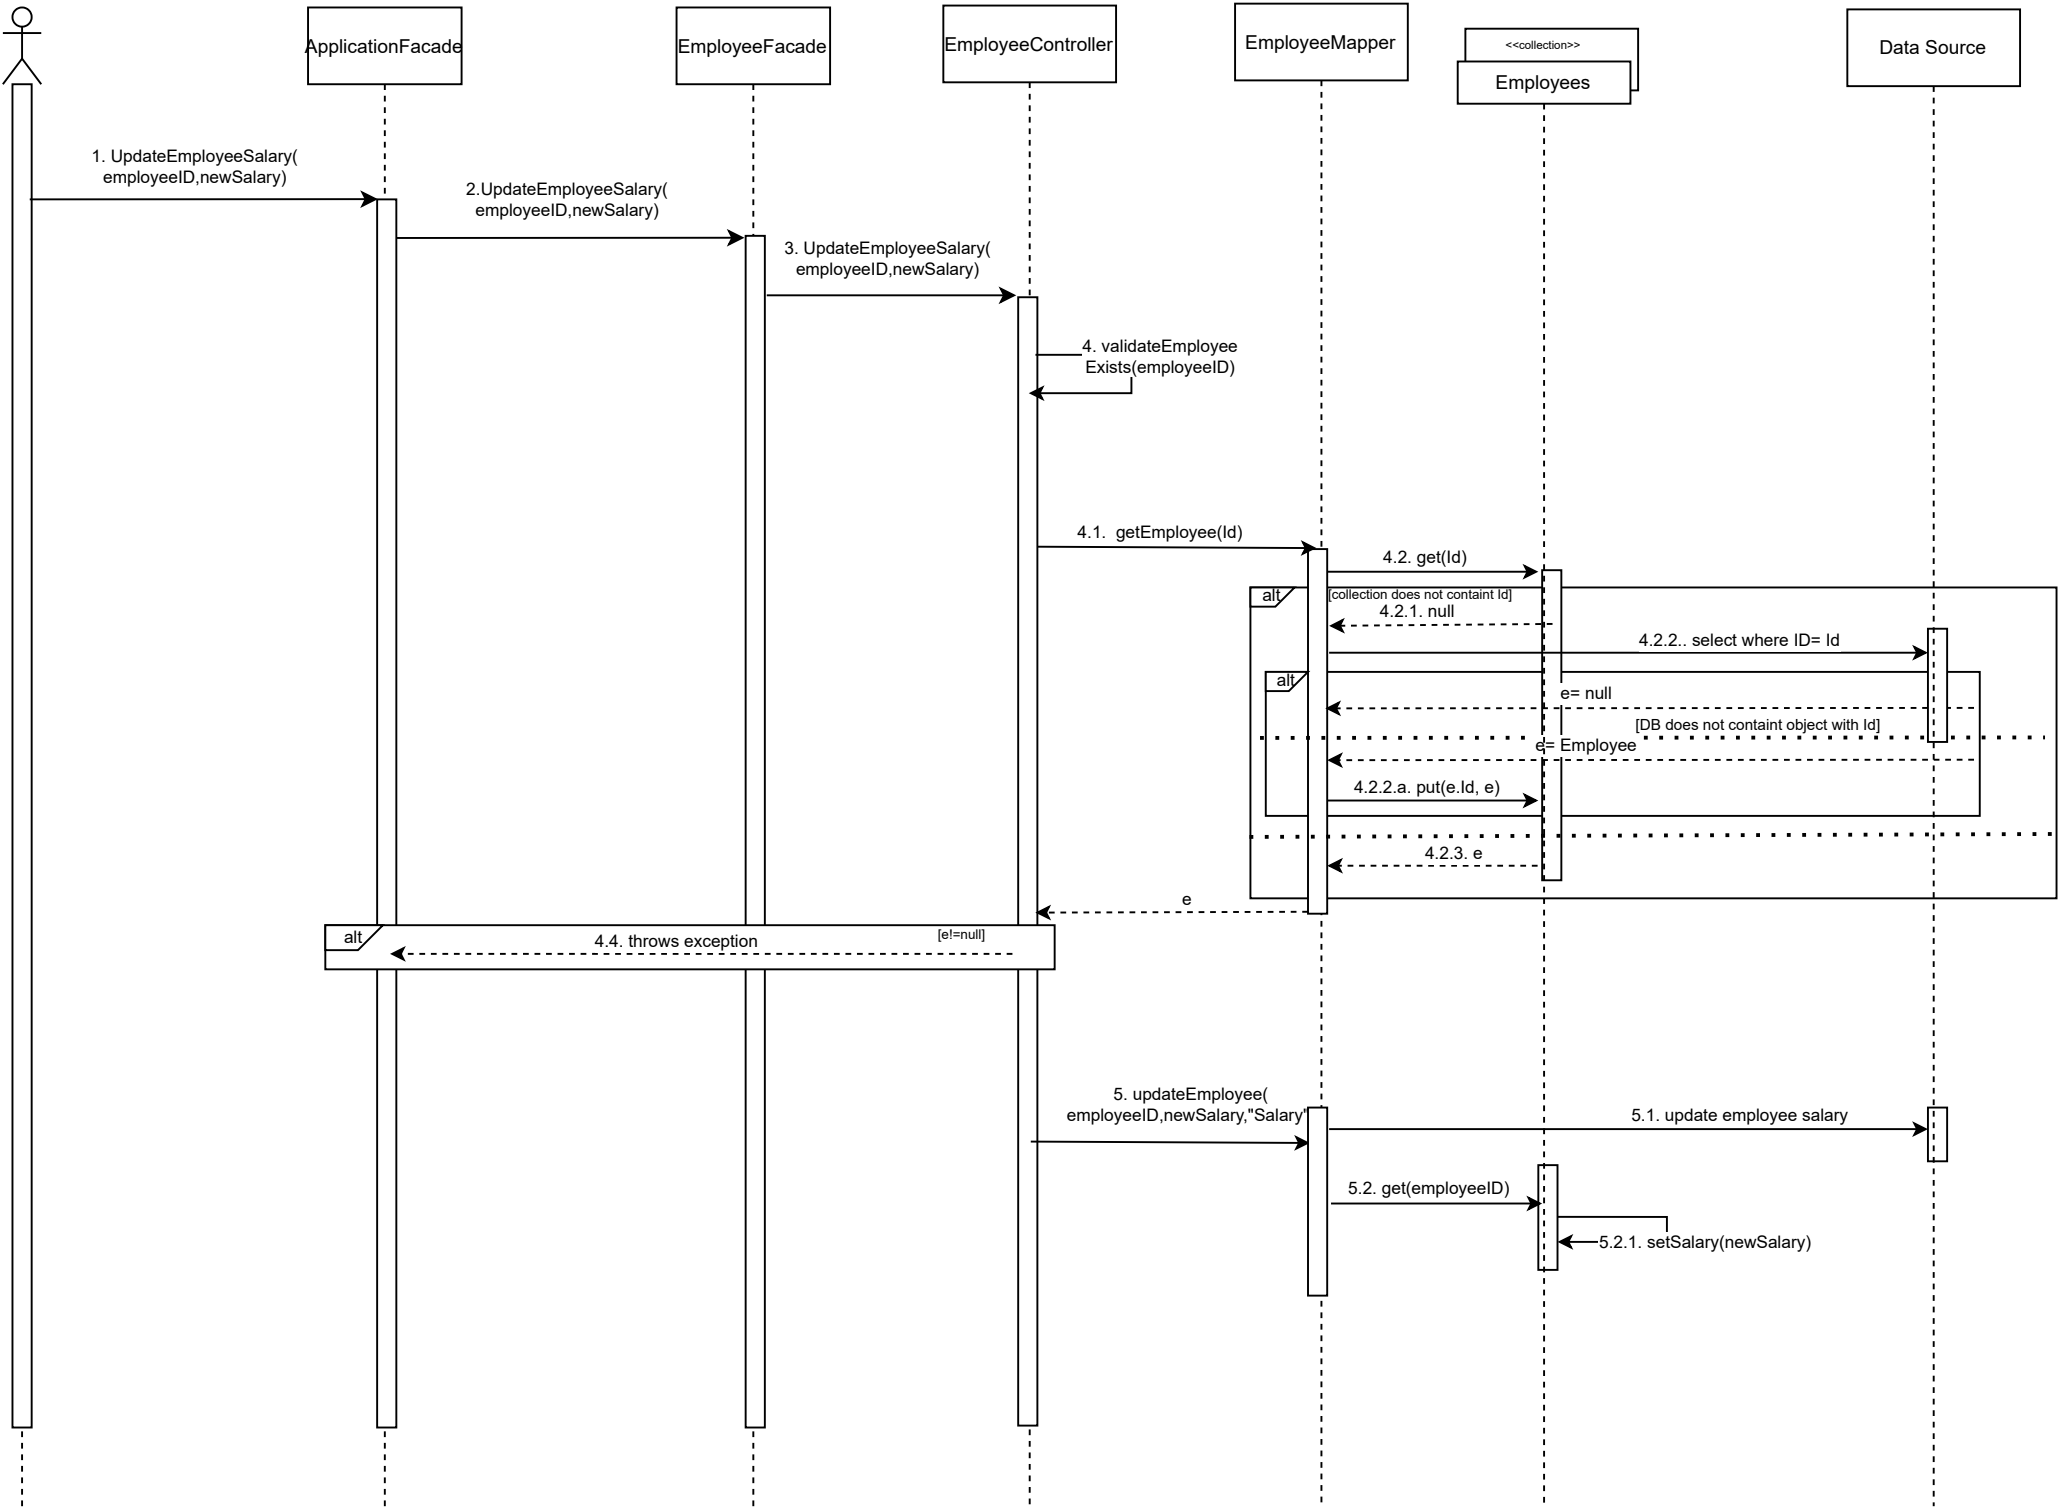 ApplicationFacade
EmployeeFacade
EmployeeController
EmployeeMapper
<<collection>>
Employees
Data Source
1. UpdateEmployeeSalary(
employeeID,newSalary)
2.UpdateEmployeeSalary(
employeeID,newSalary)
3. UpdateEmployeeSalary(
employeeID,newSalary)
4. validateEmployee
Exists(employeeID)
4.1. getEmployee(Id)
4.2. get(Id)
alt
[collection does not containt Id]
4.2.1. null
4.2.2.. select where ID= Id
alt
e= null
[DB does not containt object with Id]
e= Employee
4.2.2.a. put(e.Id, e)
4.2.3. e
e
alt
4.4. throws exception
[e!=null]
5. updateEmployee(
employeeID,newSalary,"Salary"
5.1. update employee salary
5.2. get(employeeID)
5.2.1. setSalary(newSalary)